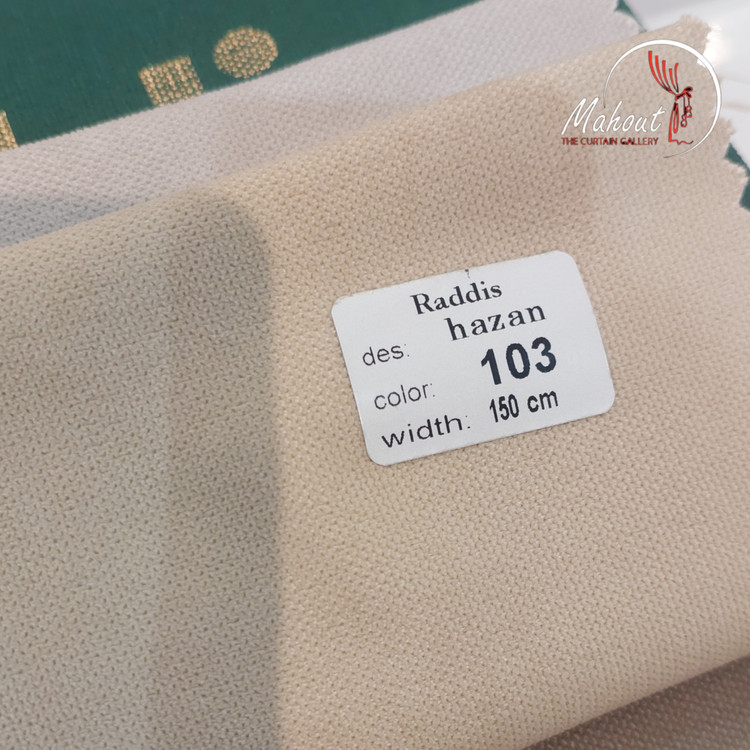 Mahout
THE CURTAIN GALLERY
Raddis
des: hazan
color: 103
width: 150 cm